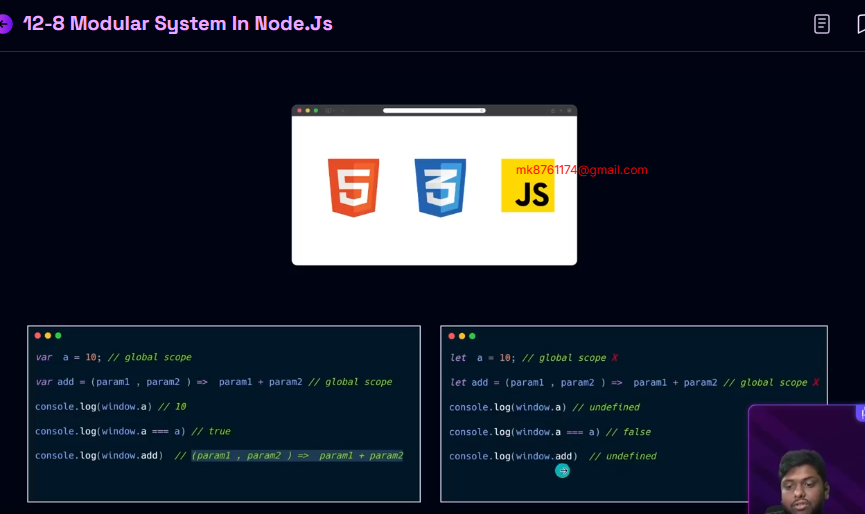 12-8 Modular System In Node.Js
5
3
JS
mk8761174@gmail.com
var a = 10; // global scope
var add = (param1 , param2 ) => param1 + param2 // global scope
console.log(window.a) // 10
console.log(window.a === a) // true
console.log(window.add) // (param1 , param2 ) => param1 + param2
let a = 10; // global scope X
let add = (param1 , param2 ) => param1 + param2 // global scope X
console.log(window.a) // undefined
console.log(window.a === a) // false
console.log(window.add) // undefined